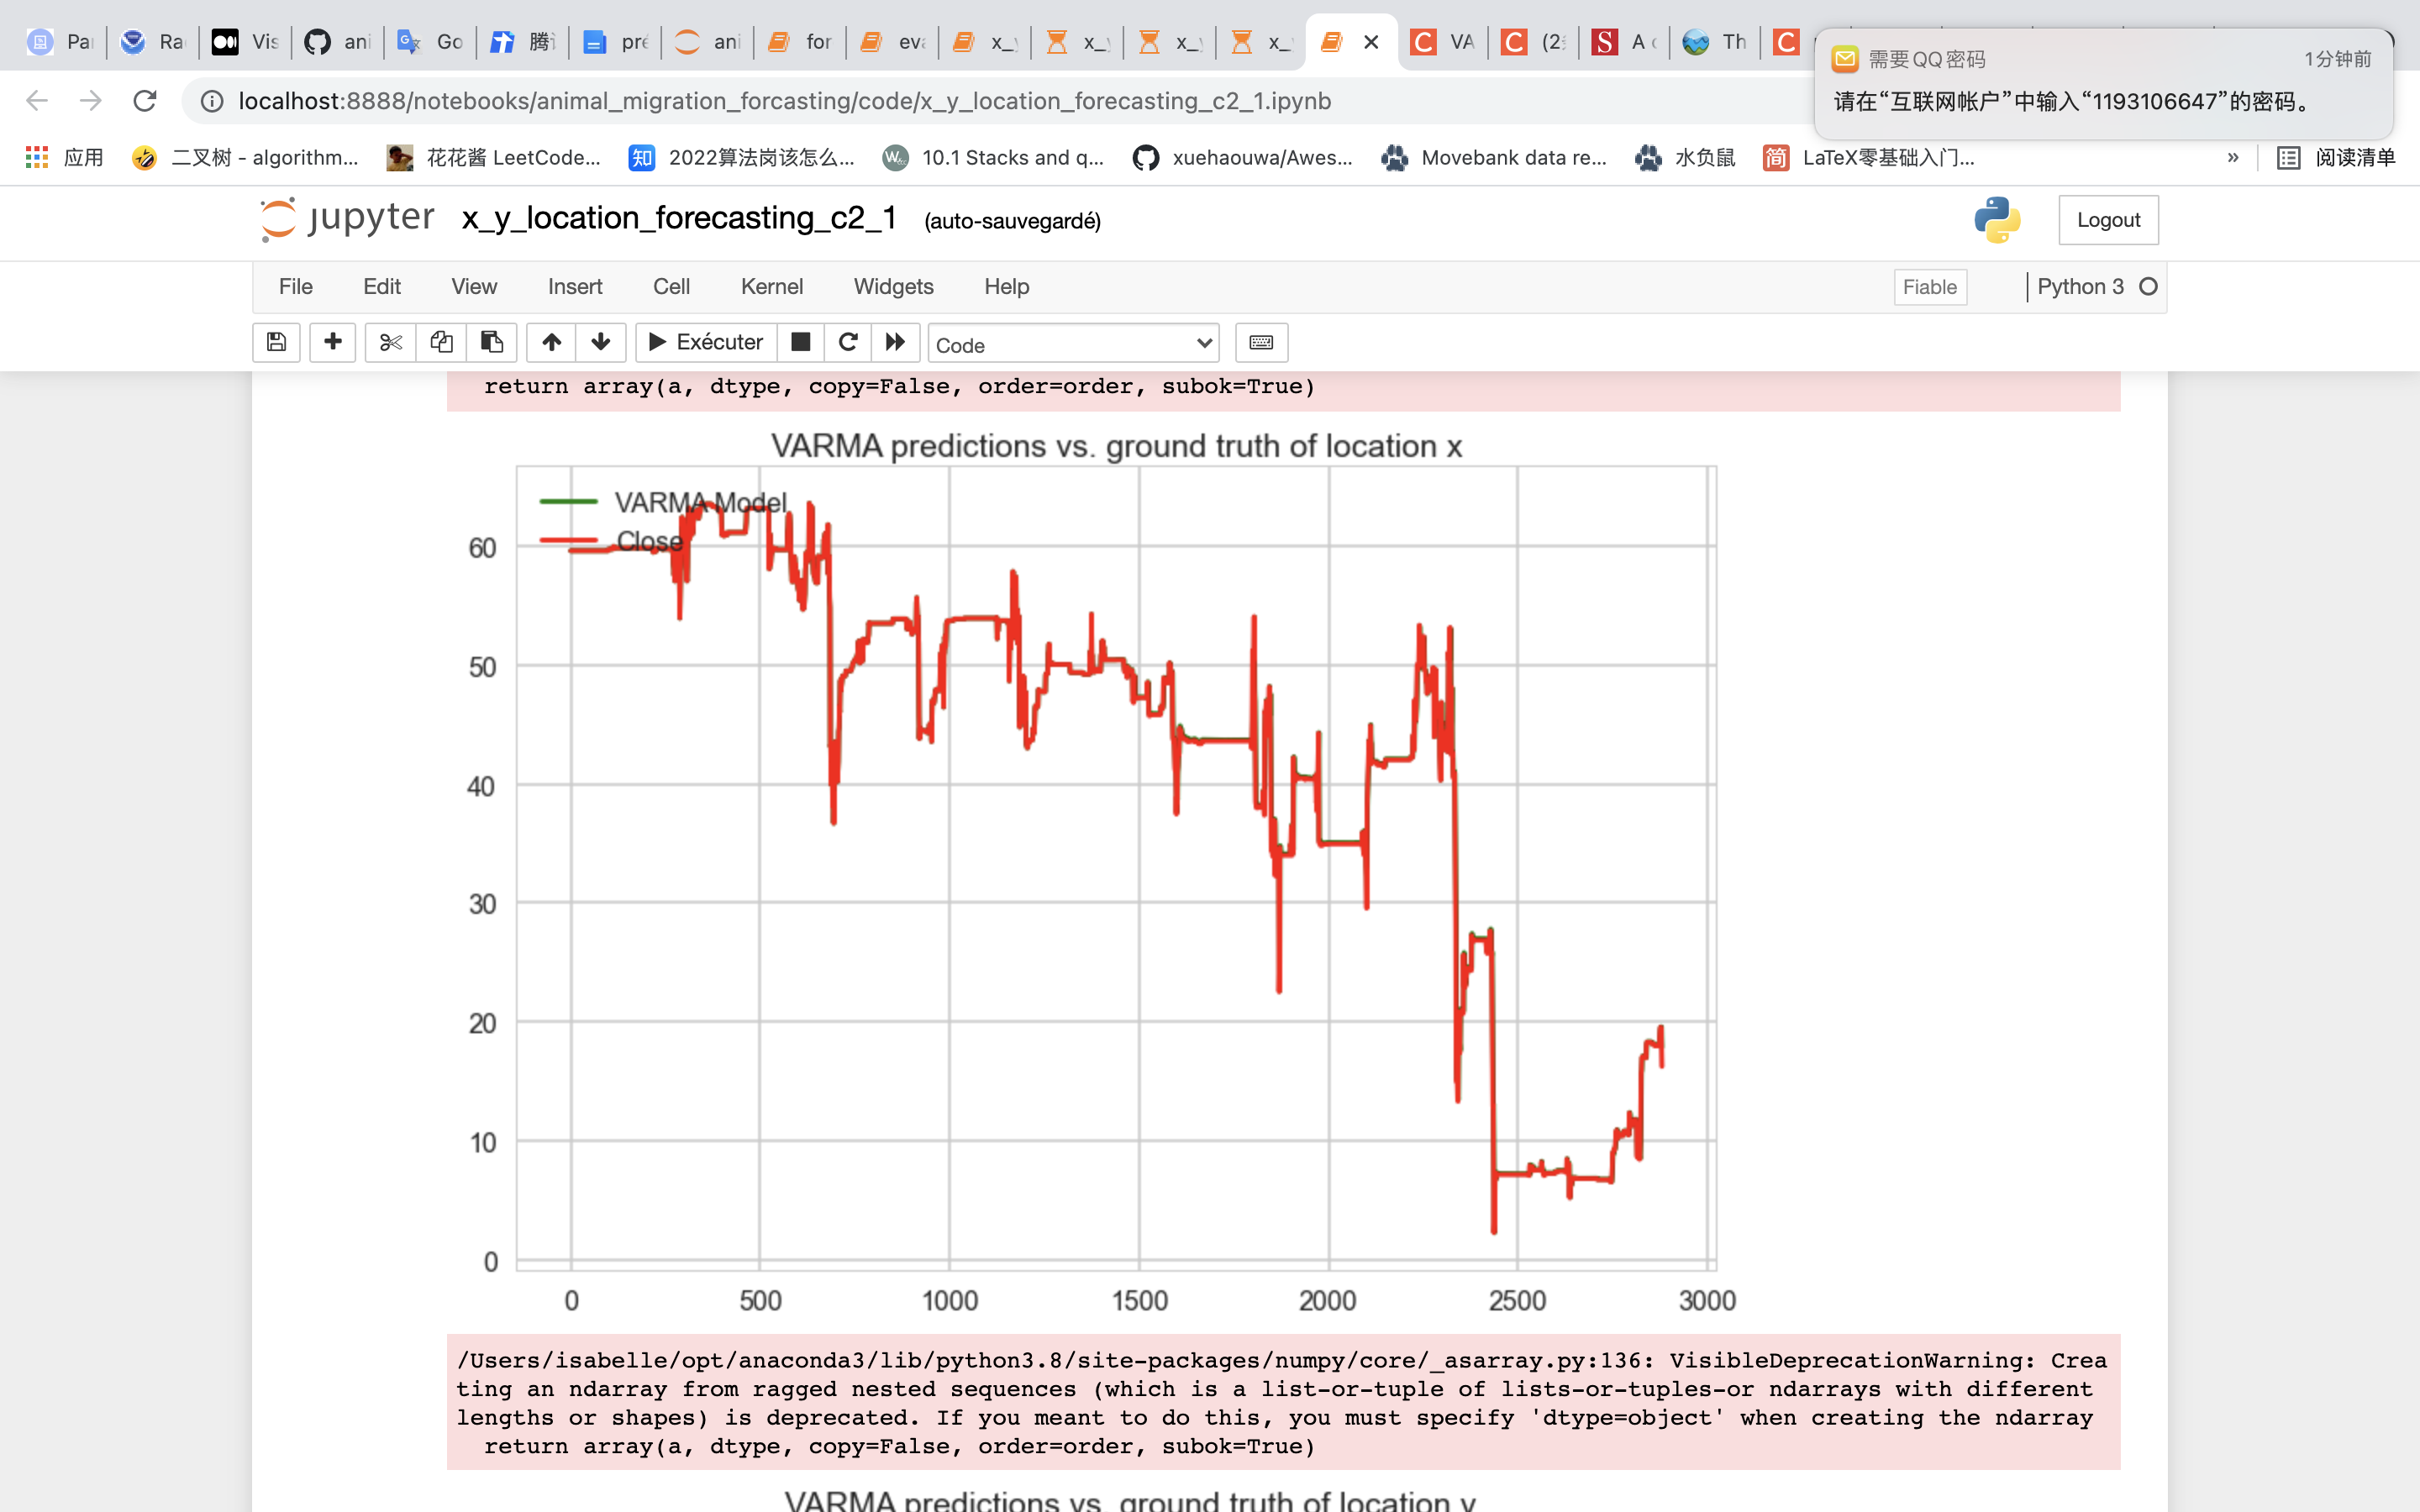 Pa
Ra
Vis
ani
Go
腾
pré
ani
for
eva
x_y
x_y
x_y
x_
VA
(2
A c
Th
需要QQ密码
1分钟前
请在“互联网帐户”中输入“1193106647”的密码。
localhost:8888/notebooks/animal_migration_forcasting/code/x_y_location_forecasting_c2_1.ipynb
应用
二叉树 - algorithm...
花花酱 LeetCode...
2022算法岗该怎么...
10.1 Stacks and q...
xuehaouwa/Awes...
Movebank data re...
水负鼠
LaTeX零基础入门...
»
阅读清单
jupyter x_y_location_forecasting_c2_1 (auto-sauvegardé)
Logout
File Edit View Insert Cell Kernel Widgets Help
Fiable
Python 3
Exécuter
Code
return array(a, dtype, copy=False, order=order, subok=True)
VARMA predictions vs. ground truth of location x
VARMA Model
Close
60
50
40
30
20
10
0
0 500 1000 1500 2000 2500 3000
/Users/isabelle/opt/anaconda3/lib/python3.8/site-packages/numpy/core/_asarray.py:136: VisibleDeprecationWarning: Crea
ting an ndarray from ragged nested sequences (which is a list-or-tuple of lists-or-tuples-or ndarrays with different
lengths or shapes) is deprecated. If you meant to do this, you must specify 'dtype=object' when creating the ndarray
return array(a, dtype, copy=False, order=order, subok=True)
VARMA predictions vs. ground truth of location y